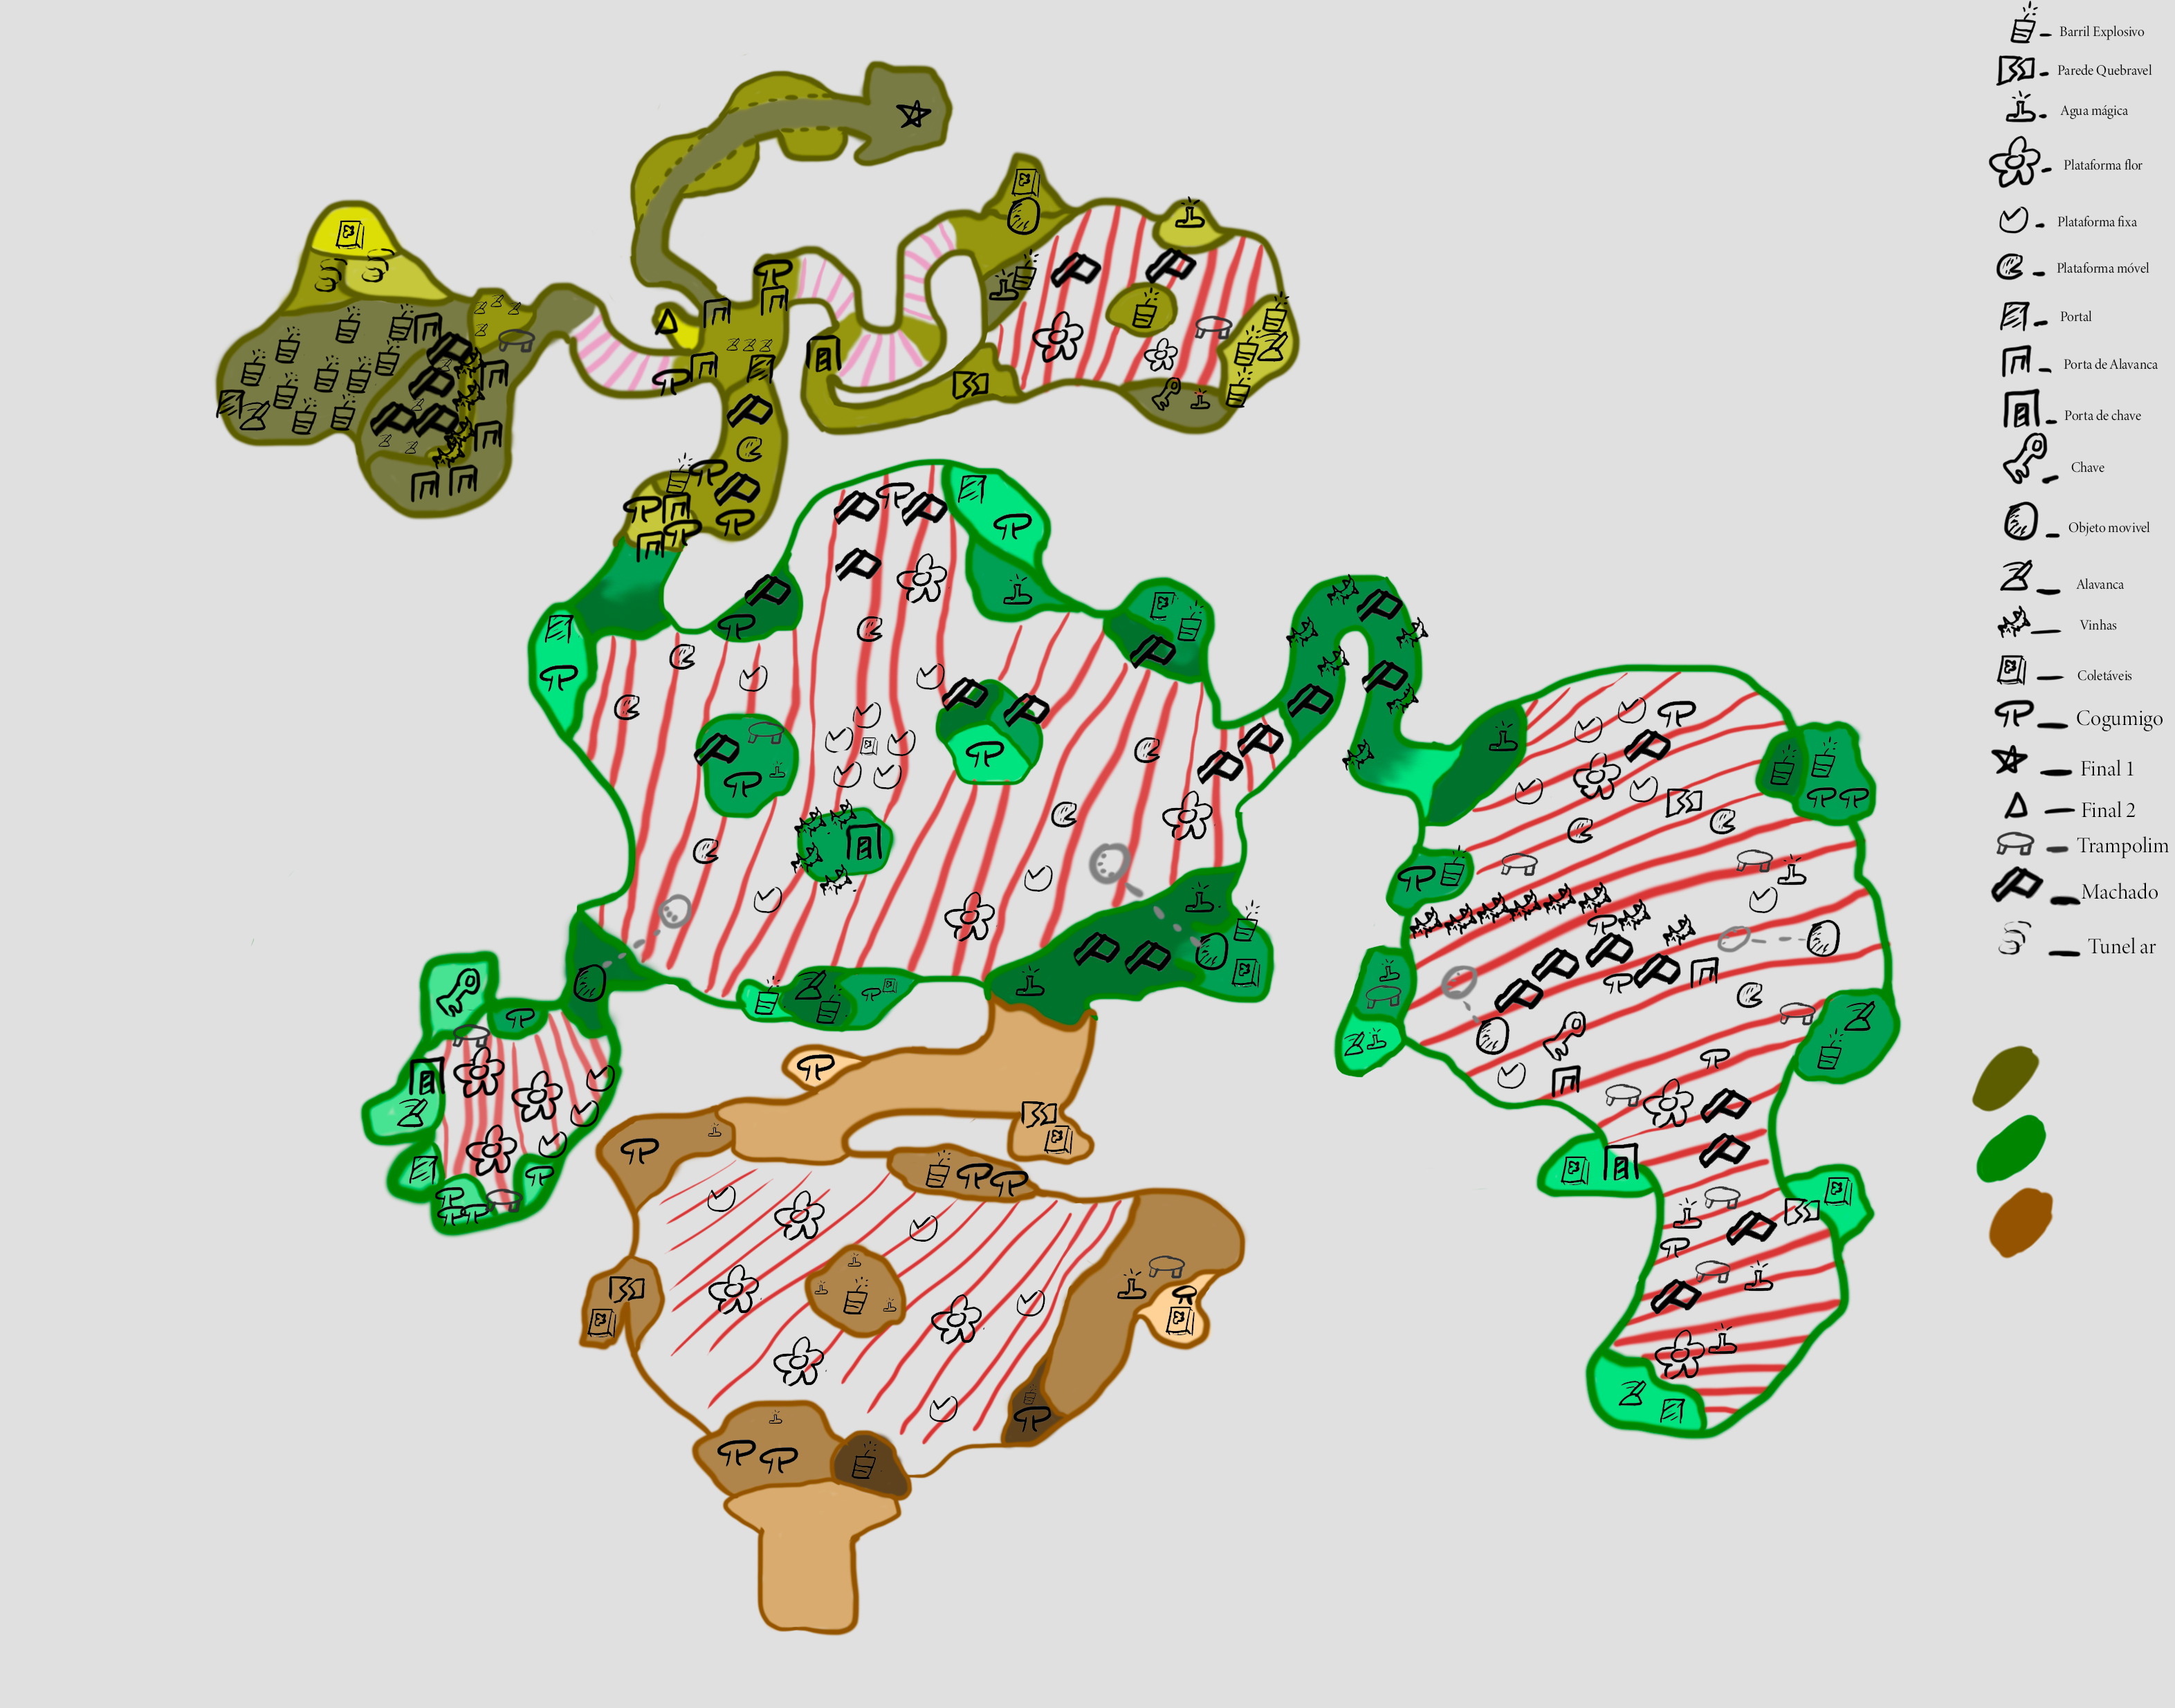 Barril Explosivo
Parede Quebravel
Agua mágica
Plataforma flor
Plataforma fixa
Plataforma móvel
Portal
Porta de Alavanca
Porta de chave
Chave
Objeto movivel
Alavanca
Vinhas
Coletáveis
Cogumigo
Final 1
Final 2
Trampolim
Machado
Tunel ar